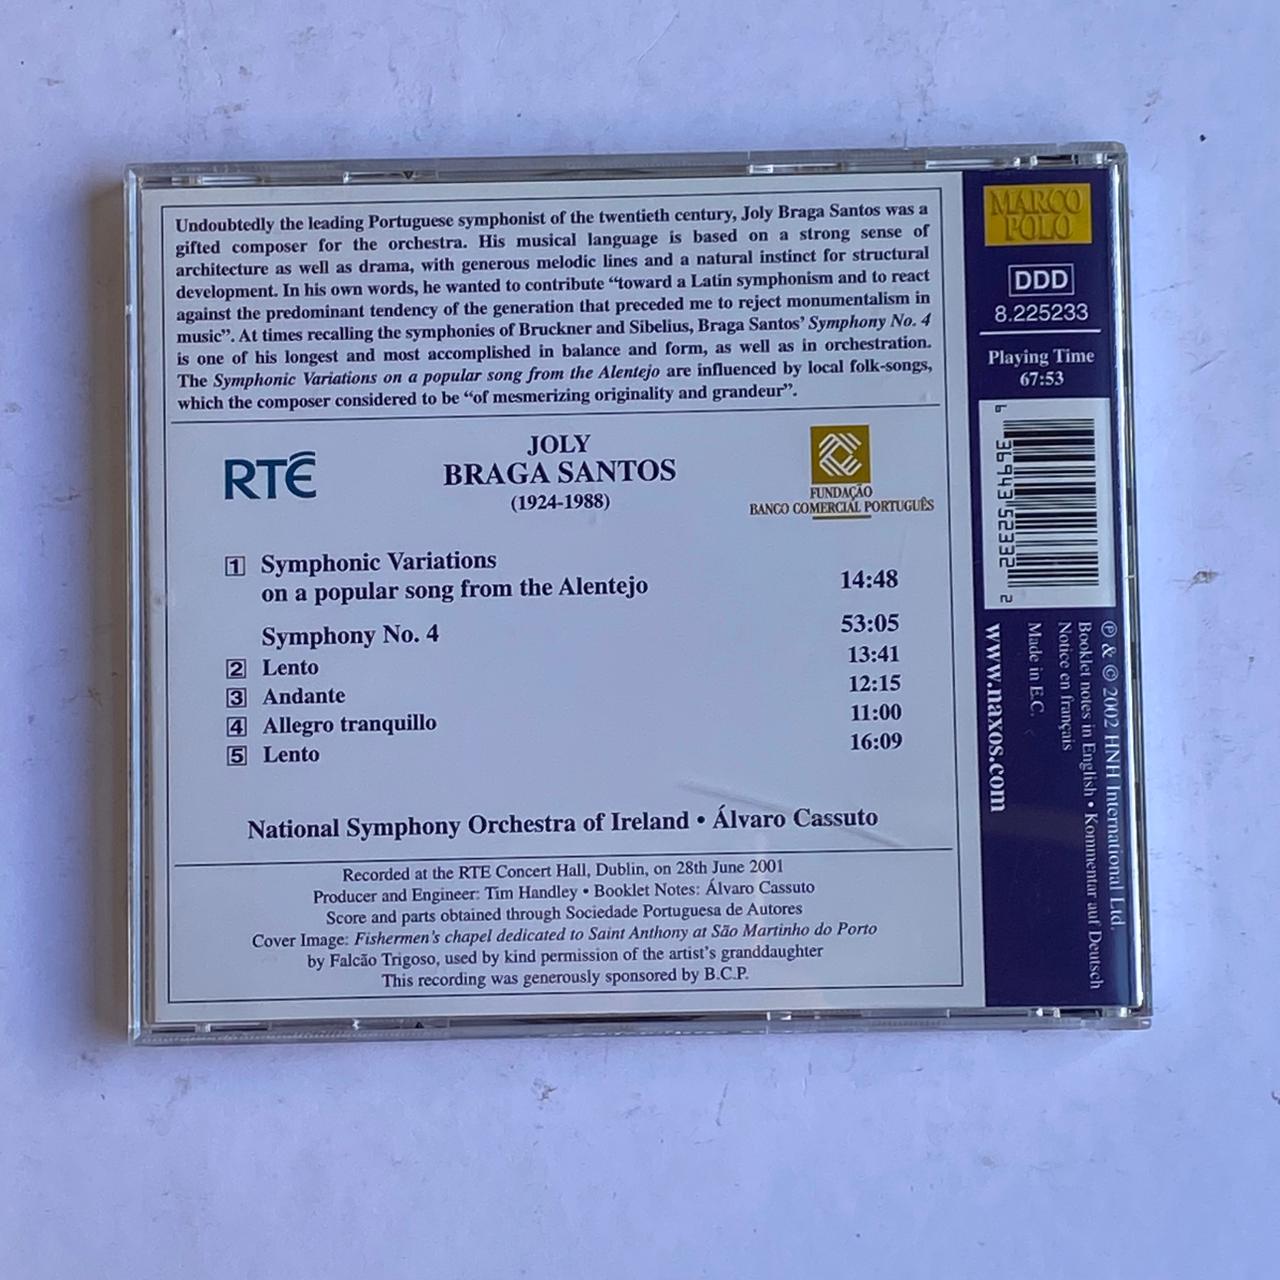 Undoubtedly the leading Portuguese symphonist of the twentieth century, Joly Braga Santos was a
gifted composer for the orchestra. His musical language is based on a strong sense of
architecture as well as drama, with generous melodic lines and a natural instinct for structural
development. In his own words, he wanted to contribute “toward a Latin symphonism and to react
against the predominant tendency of the generation that preceded me to reject monumentalism in
music”. At times recalling the symphonies of Bruckner and Sibelius, Braga Santos’ Symphony No. 4
is one of his longest and most accomplished in balance and form, as well as in orchestration.
The Symphonic Variations on a popular song from the Alentejo are influenced by local folk-songs,
which the composer considered to be “of mesmerizing originality and grandeur”.
RTÉ
JOLY
BRAGA SANTOS
(1924-1988)
FUNDAÇÃO
BANCO COMERCIAL PORTUGUÊS
1 Symphonic Variations
on a popular song from the Alentejo 14:48
Symphony No. 4 53:05
2 Lento 13:41
3 Andante 12:15
4 Allegro tranquillo 11:00
5 Lento 16:09
National Symphony Orchestra of Ireland • Álvaro Cassuto
Recorded at the RTE Concert Hall, Dublin, on 28th June 2001
Producer and Engineer: Tim Handley • Booklet Notes: Álvaro Cassuto
Score and parts obtained through Sociedade Portuguesa de Autores
Cover Image: Fishermen’s chapel dedicated to Saint Anthony at São Martinho do Porto
by Falcão Trigoso, used by kind permission of the artist’s granddaughter
This recording was generously sponsored by B.C.P.
MARCO
POLO
DDD
8.225233
Playing Time
67:53
6 36943 52332 2
℗ & © 2002 HNH International Ltd.
Booklet notes in English • Kommentar auf Deutsch
Notice en français
Made in E.C.
www.naxos.com